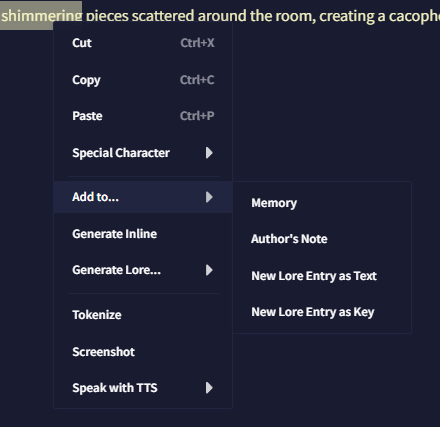 shimmering pieces scattered around the room, creating a cacopho
Cut Ctrl+X
Copy Ctrl+C
Paste Ctrl+P
Special Character
Add to...
Memory
Author's Note
New Lore Entry as Text
New Lore Entry as Key
Generate Inline
Generate Lore...
Tokenize
Screenshot
Speak with TTS